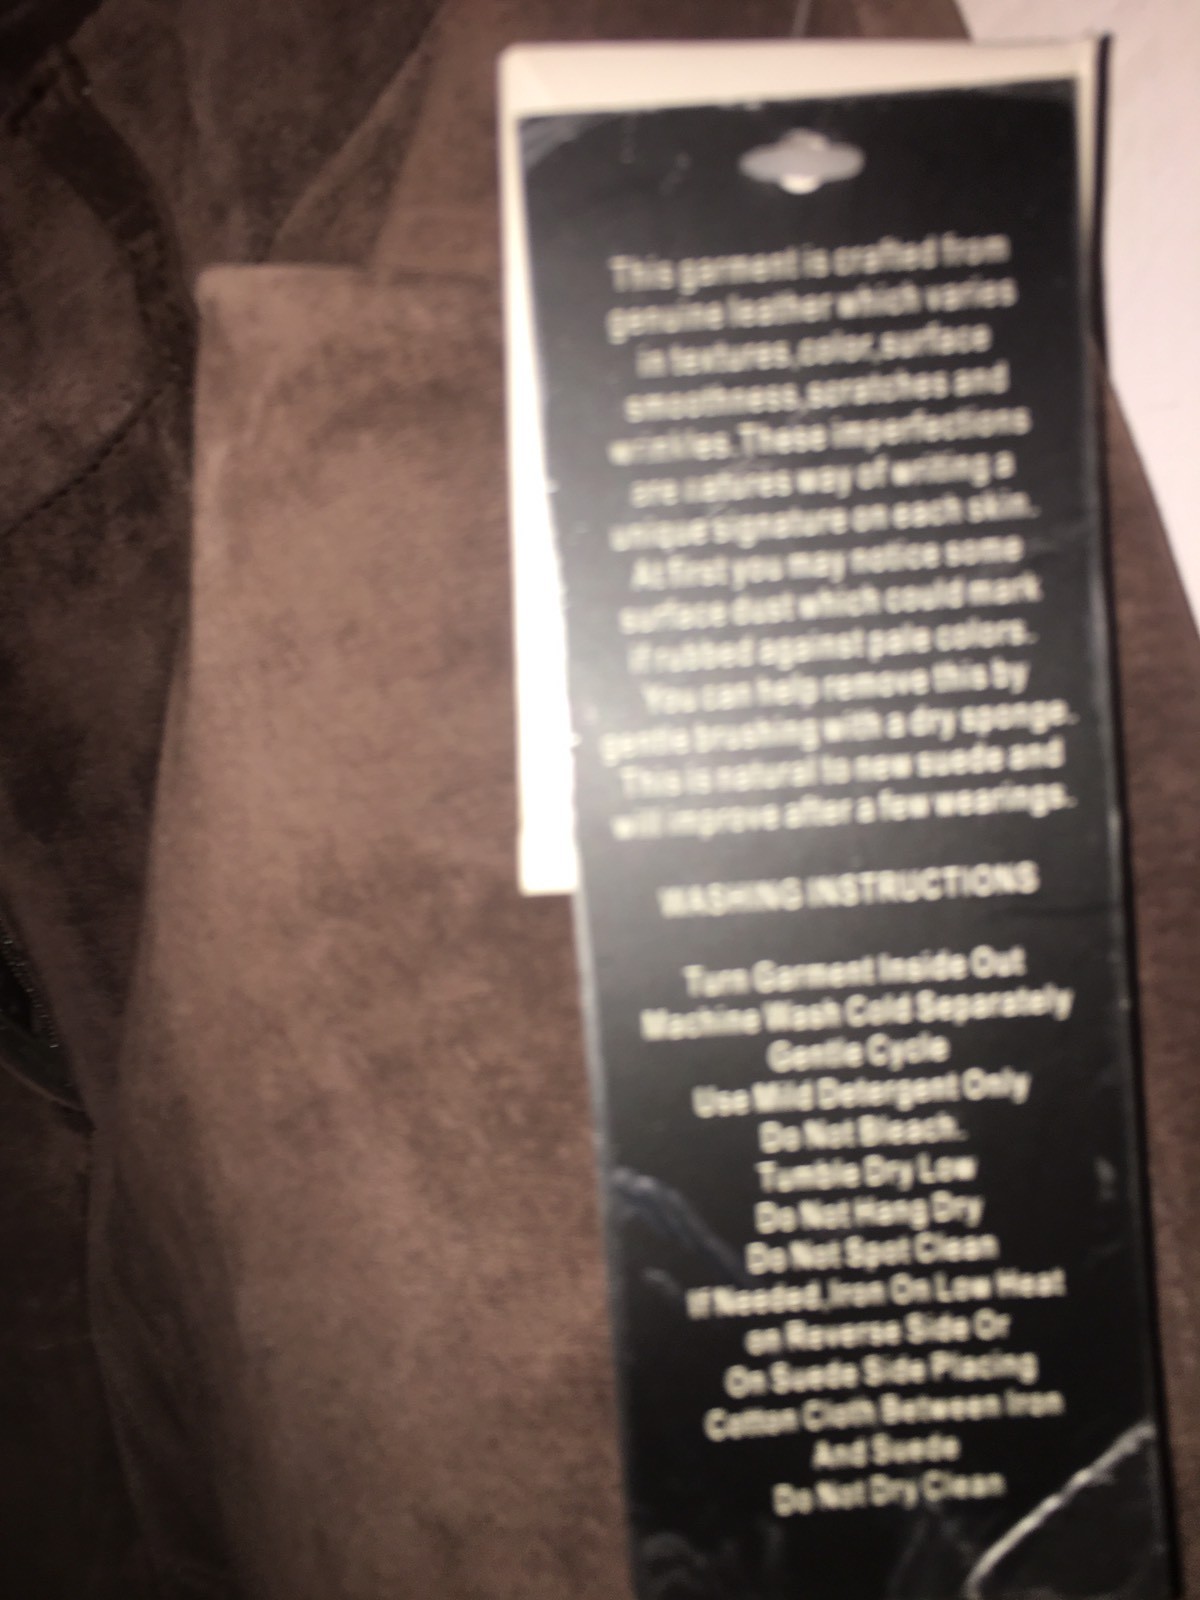 This garment is crafted from
genuine leather which varies
in textures,color,surface
smoothness,scratches and
wrinkles.These imperfections
are natures way of writing a
unique signature on each skin.
At first you may notice some
surface dust which could mark
if rubbed against pale colors.
You can help remove this by
gentle brushing with a dry sponge.
This is natural to new suede and
will improve after a few wearings.
WASHING INSTRUCTIONS
Turn Garment Inside Out
Machine Wash Cold Separately
Gentle Cycle
Use Mild Detergent Only
Do Not Bleach.
Tumble Dry Low
Do Not Hang Dry
Do Not Spot Clean
If Needed,Iron On Low Heat
on Reverse Side Or
On Suede Side Placing
Cotton Cloth Between Iron
And Suede
Do Not Dry Clean